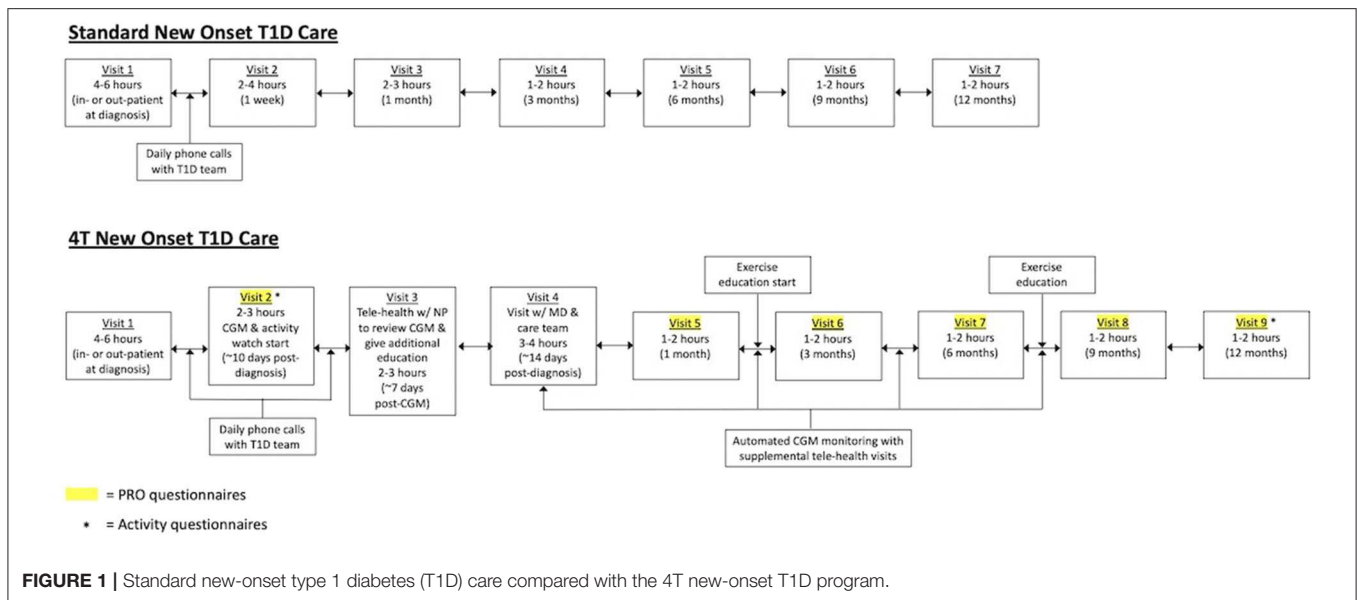 Standard New Onset T1D Care
Visit 1
4-6 hours
(in- or out-patient
at diagnosis)
Visit 2
2-4 hours
(1 week)
Visit 3
2-3 hours
(1 month)
Visit 4
1-2 hours
(3 months)
Visit 5
1-2 hours
(6 months)
Visit 6
1-2 hours
(9 months)
Visit 7
1-2 hours
(12 months)
Daily phone calls
with T1D team
4T New Onset T1D Care
Exercise
education start
Exercise
education
Visit 1
4-6 hours
(in- or out-patient
at diagnosis)
Visit 2 *
2-3 hours
CGM & activity
watch start
(~10 days post-
diagnosis)
Visit 3
Tele-health w/ NP
to review CGM &
give additional
education
2-3 hours
(~7 days
post-CGM)
Visit 4
Visit w/ MD &
care team
3-4 hours
(~14 days
post-diagnosis)
Visit 5
1-2 hours
(1 month)
Visit 6
1-2 hours
(3 months)
Visit 7
1-2 hours
(6 months)
Visit 8
1-2 hours
(9 months)
Visit 9 *
1-2 hours
(12 months)
Daily phone calls
with T1D team
Automated CGM monitoring with
supplemental tele-health visits
= PRO questionnaires
* = Activity questionnaires
FIGURE 1 | Standard new-onset type 1 diabetes (T1D) care compared with the 4T new-onset T1D program.